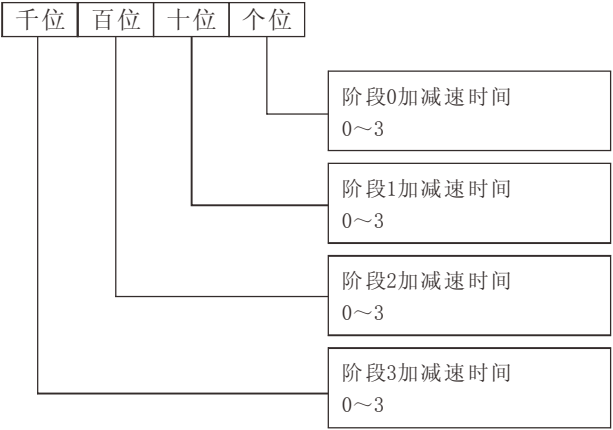 千位 百位 十位 个位
阶段0加减速时间
0～3
阶段1加减速时间
0～3
阶段2加减速时间
0～3
阶段3加减速时间
0～3